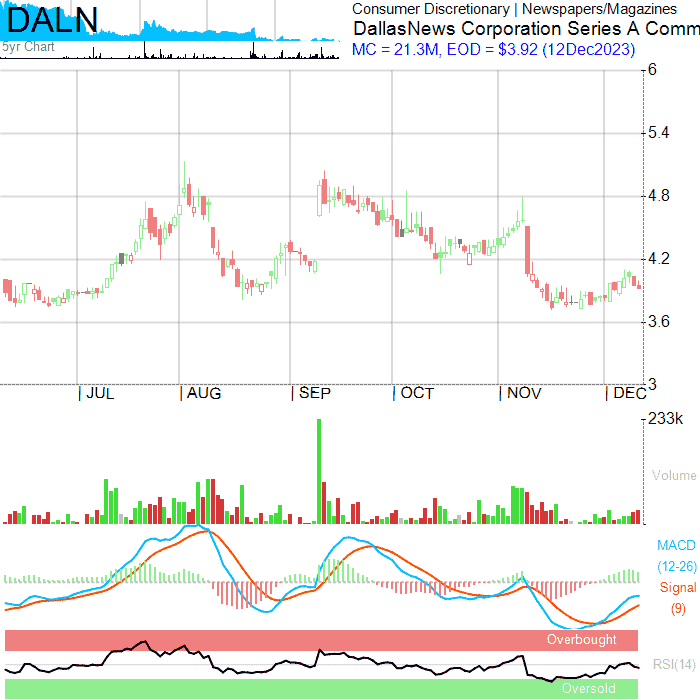 DALN
5yr Chart
Consumer Discretionary | Newspapers/Magazines
DallasNews Corporation Series A Comm
MC = 21.3M, EOD = $3.92 (12Dec2023)
6
5.4
4.8
4.2
3.6
3
| JUL | AUG | SEP | OCT | NOV | DEC
233k
Volume
MACD
(12-26)
Signal
(9)
Overbought
RSI(14)
Oversold